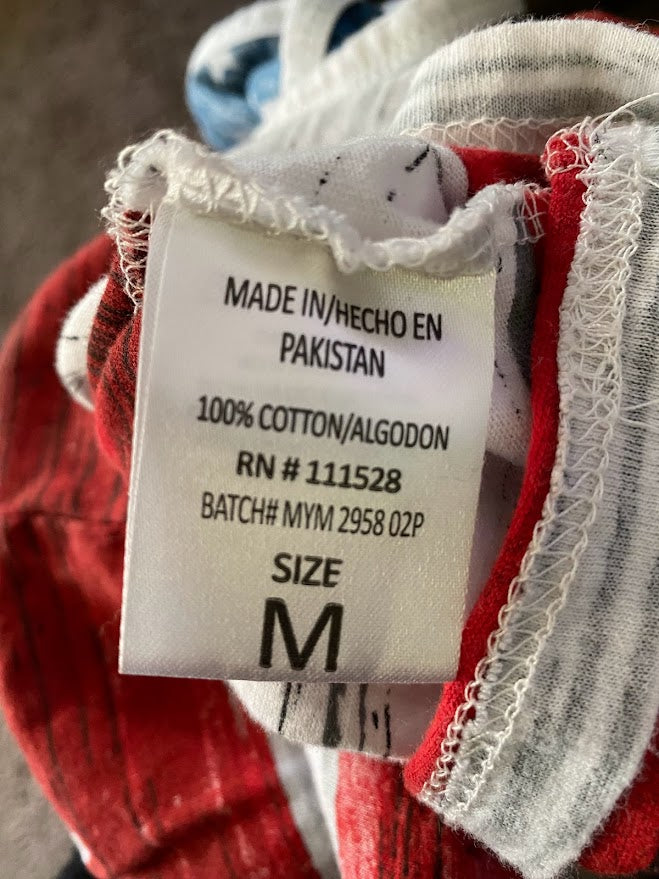 MADE IN/HECHO EN
PAKISTAN
100% COTTON/ALGODON
RN # 111528
BATCH# MYM 2958 02P
SIZE
M